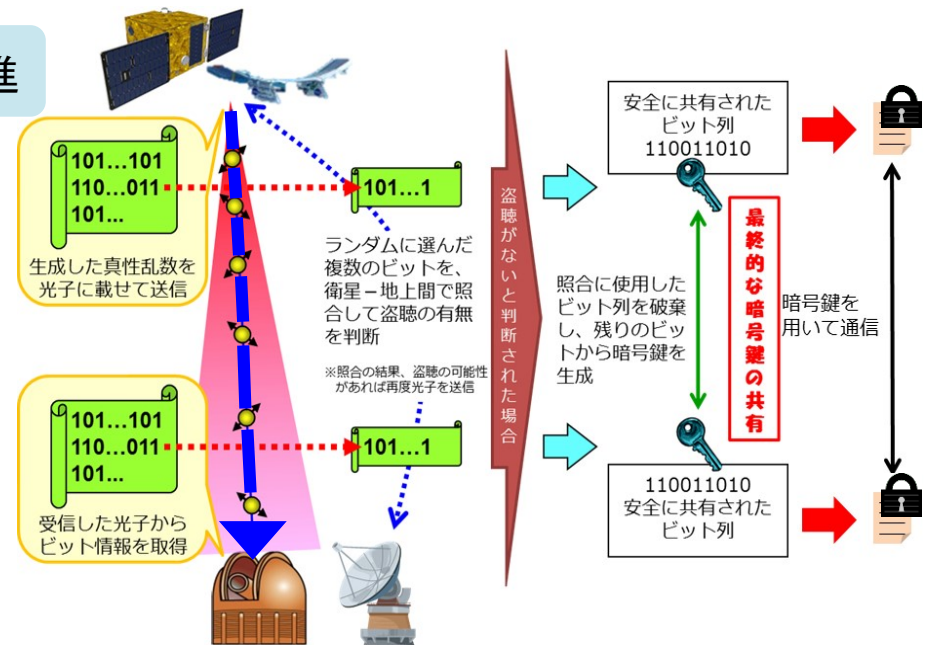 進
101...101
110...011
101...
生成した真性乱数を
光子に載せて送信
101...1
ランダムに選んだ
複数のビットを、
衛星－地上間で照
合して盗聴の有無
を判断
※照合の結果、盗聴の可能性
があれば再度光子を送信
101...101
110...011
101...
受信した光子から
ビット情報を取得
101...1
盗聴がないと判断された場合
安全に共有された
ビット列
110011010
照合に使用した
ビット列を破棄
し、残りのビッ
トから暗号鍵を
生成
最終的な暗号鍵の共有
暗号鍵を
用いて通信
110011010
安全に共有された
ビット列